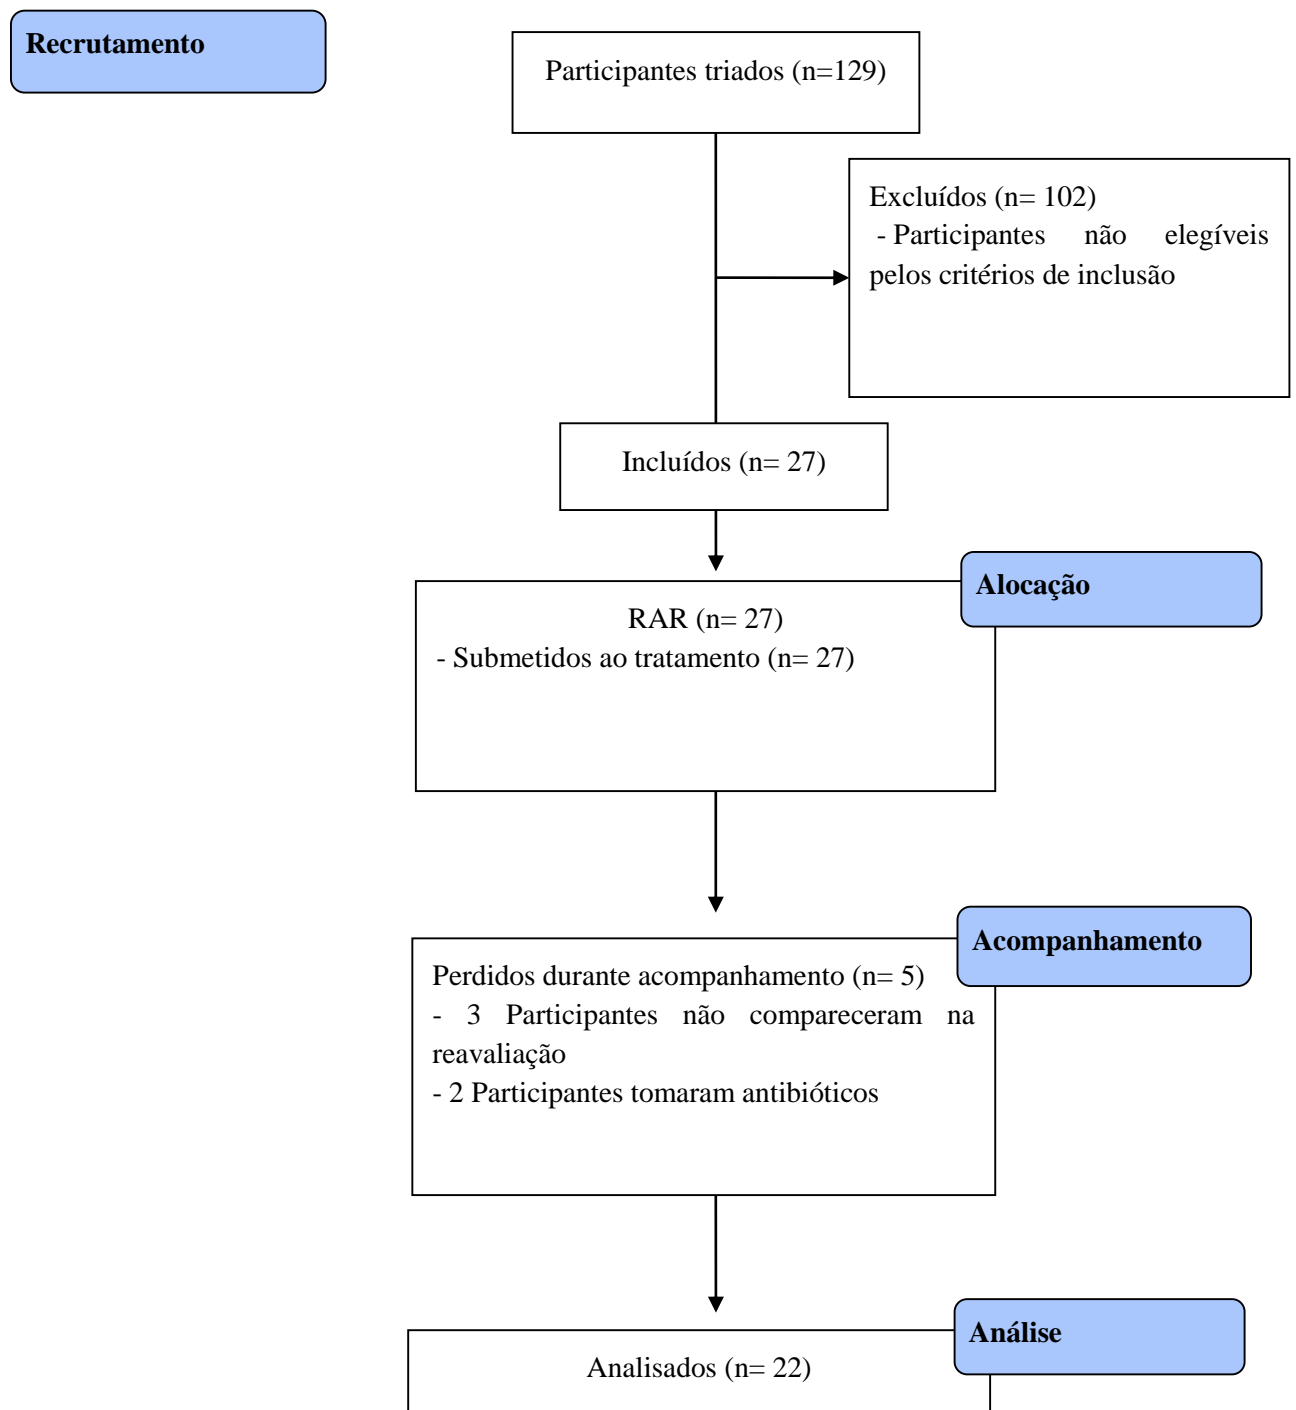 Recrutamento
Participantes triados (n=129)
Excluídos (n= 102)
- Participantes não elegíveis
pelos critérios de inclusão
Incluídos (n= 27)
Alocação
RAR (n= 27)
- Submetidos ao tratamento (n= 27)
Acompanhamento
Perdidos durante acompanhamento (n= 5)
- 3 Participantes não compareceram na
reavaliação
- 2 Participantes tomaram antibióticos
Análise
Analisados (n= 22)